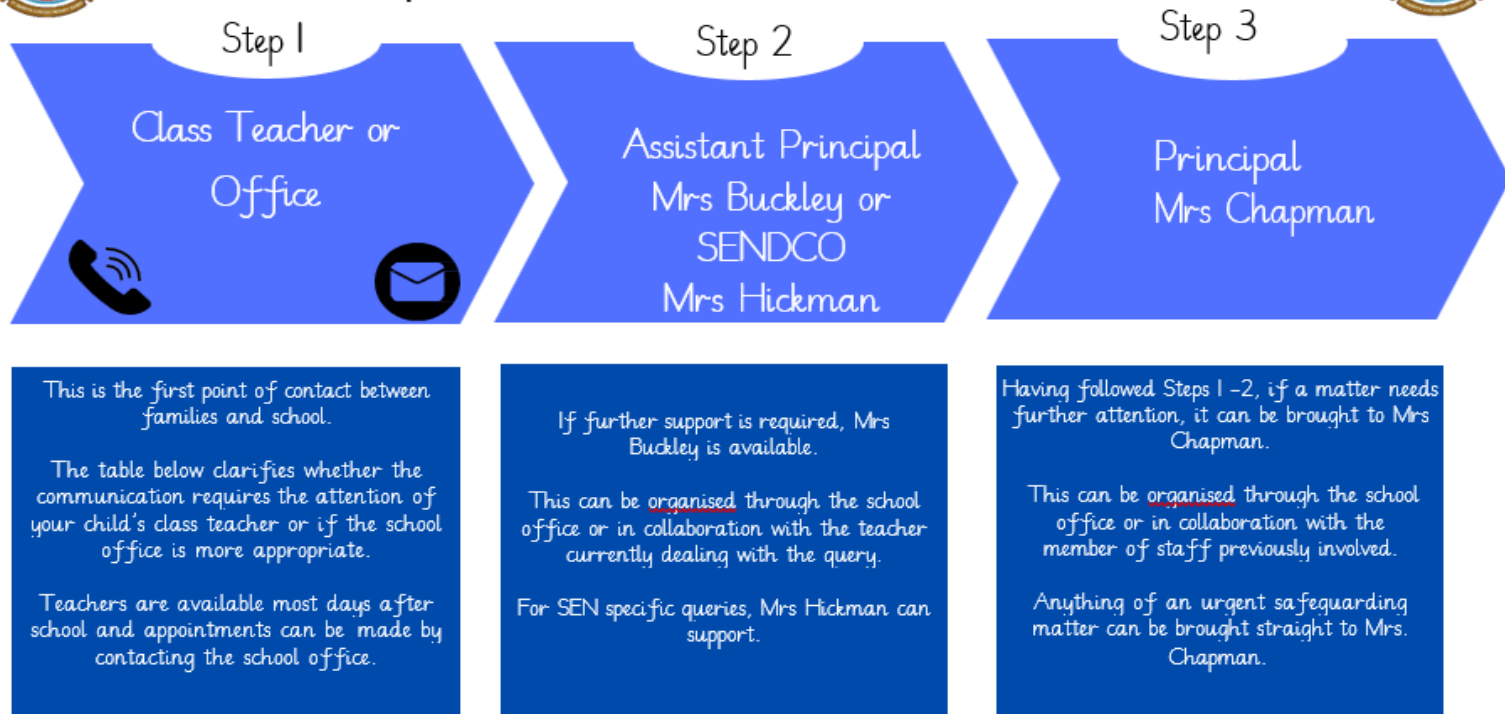 Step 1
Class Teacher or
Office
This is the first point of contact between
families and school.
The table below clarifies whether the
communication requires the attention of
your child's class teacher or if the school
office is more appropriate.
Teachers are available most days after
school and appointments can be made by
contacting the school office.
Step 2
Assistant Principal
Mrs Buckley or
SENDCO
Mrs Hickman
If further support is required, Mrs
Buckley is available.
This can be organised through the school
office or in collaboration with the teacher
currently dealing with the query.
For SEN specific queries, Mrs Hickman can
support.
Step 3
Principal
Mrs Chapman
Having followed Steps 1 -2, if a matter needs
further attention, it can be brought to Mrs
Chapman.
This can be organised through the school
office or in collaboration with the
member of staff previously involved.
Anything of an urgent safeguarding
matter can be brought straight to Mrs.
Chapman.